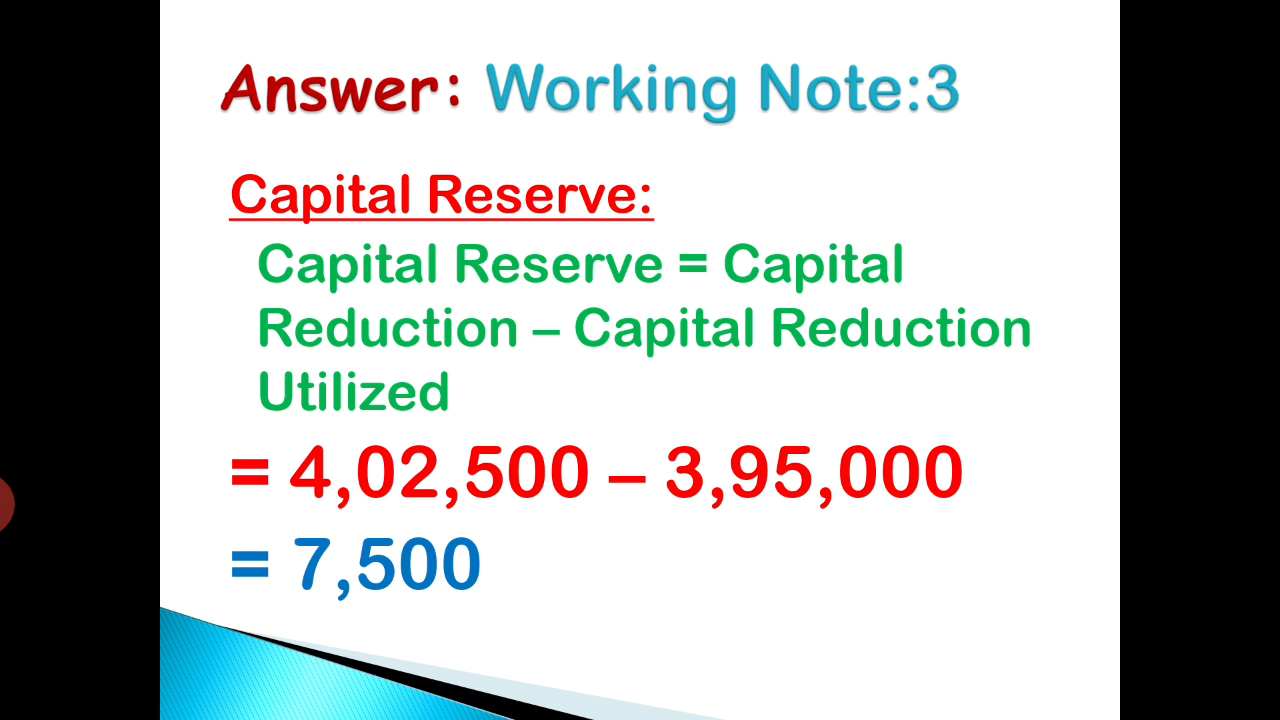 Answer: Working Note:3
Capital Reserve:
Capital Reserve = Capital
Reduction – Capital Reduction
Utilized
= 4,02,500 – 3,95,000
= 7,500